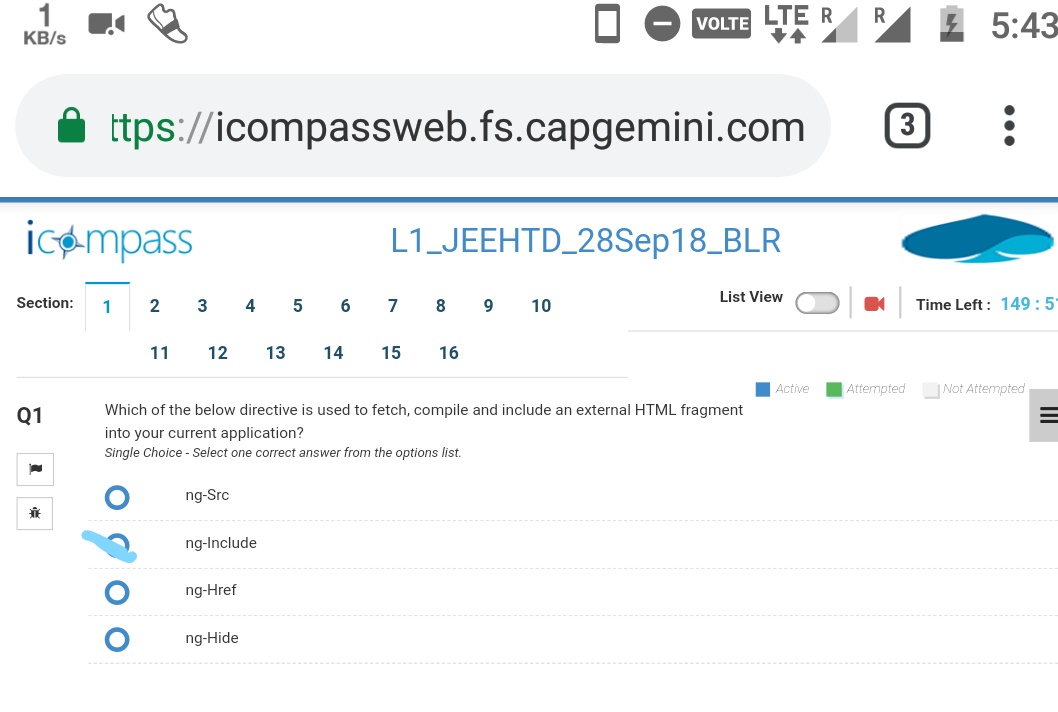 1
KB/s
VOLTE
LTE
R
R
5:43
ttps://icompassweb.fs.capgemini.com
3
icompass
L1_JEEHTD_28Sep18_BLR
Section:
1 2 3 4 5 6 7 8 9 10
11 12 13 14 15 16
List View
Time Left : 149 : 5
Active Attempted Not Attempted
Q1
Which of the below directive is used to fetch, compile and include an external HTML fragment
into your current application?
Single Choice - Select one correct answer from the options list.
ng-Src
ng-Include
ng-Href
ng-Hide